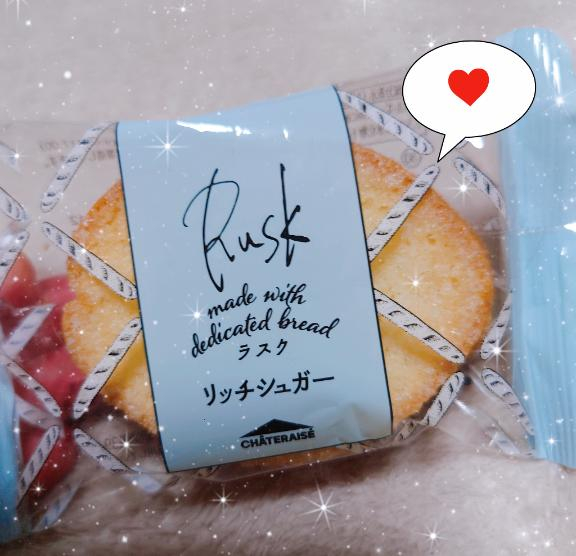 Rusk
made with
dedicated bread
ラスク
リッチシュガー
CHÂTERAISÉ